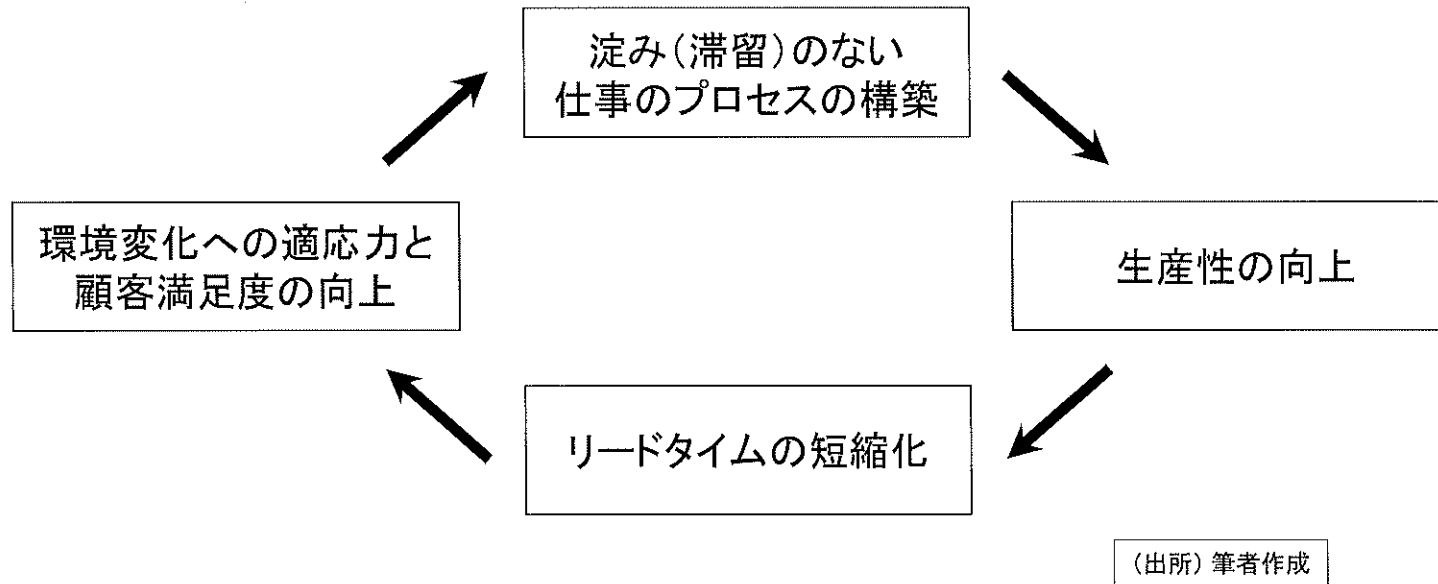 淀み(滞留)のない
仕事のプロセスの構築
環境変化への適応力と
顧客満足度の向上
生産性の向上
リードタイムの短縮化
(出所) 筆者作成